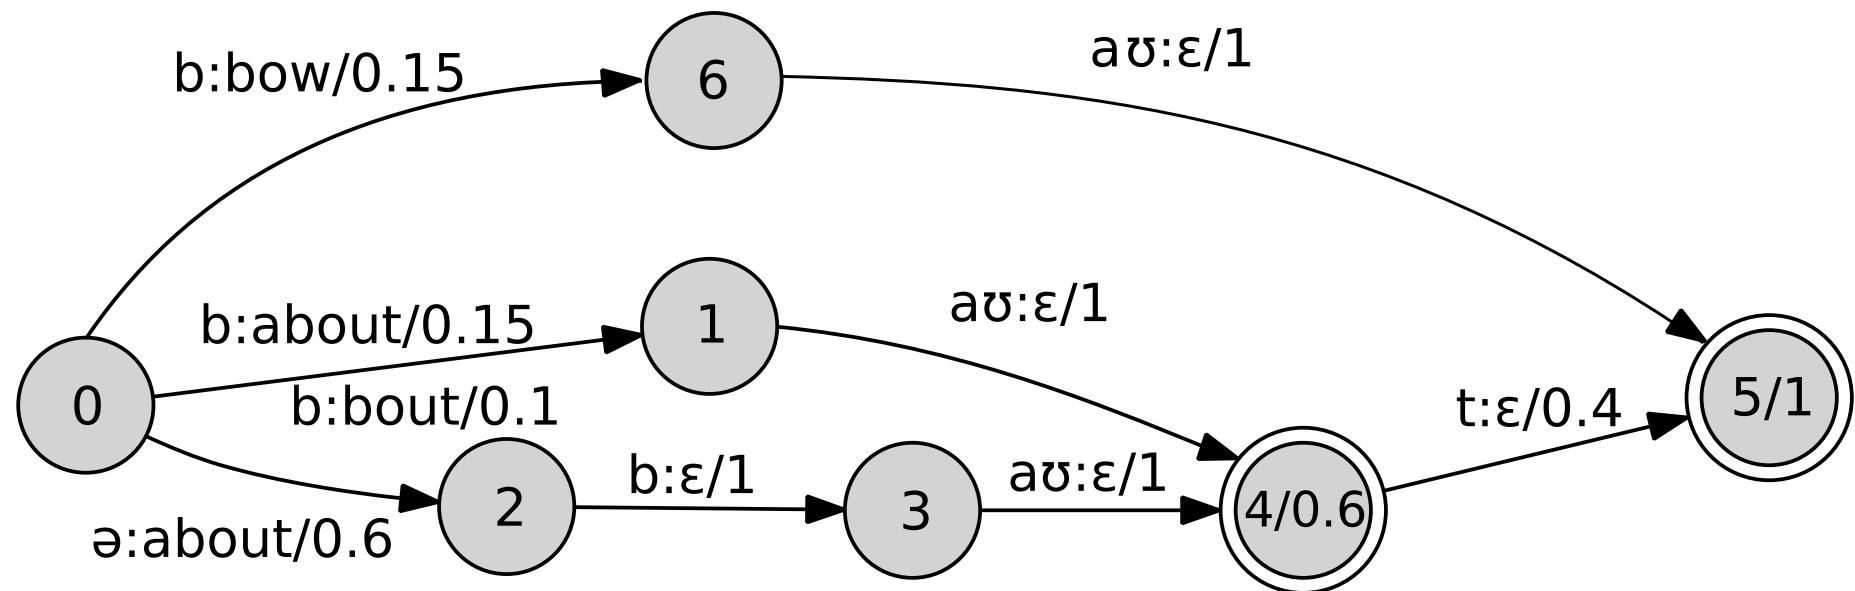 b:bow/0.15
6
aʊ:ε/1
b:about/0.15
1
aʊ:ε/1
0
b:bout/0.1
5/1
t:ε/0.4
2
b:ε/1
3
aʊ:ε/1
4/0.6
ə:about/0.6